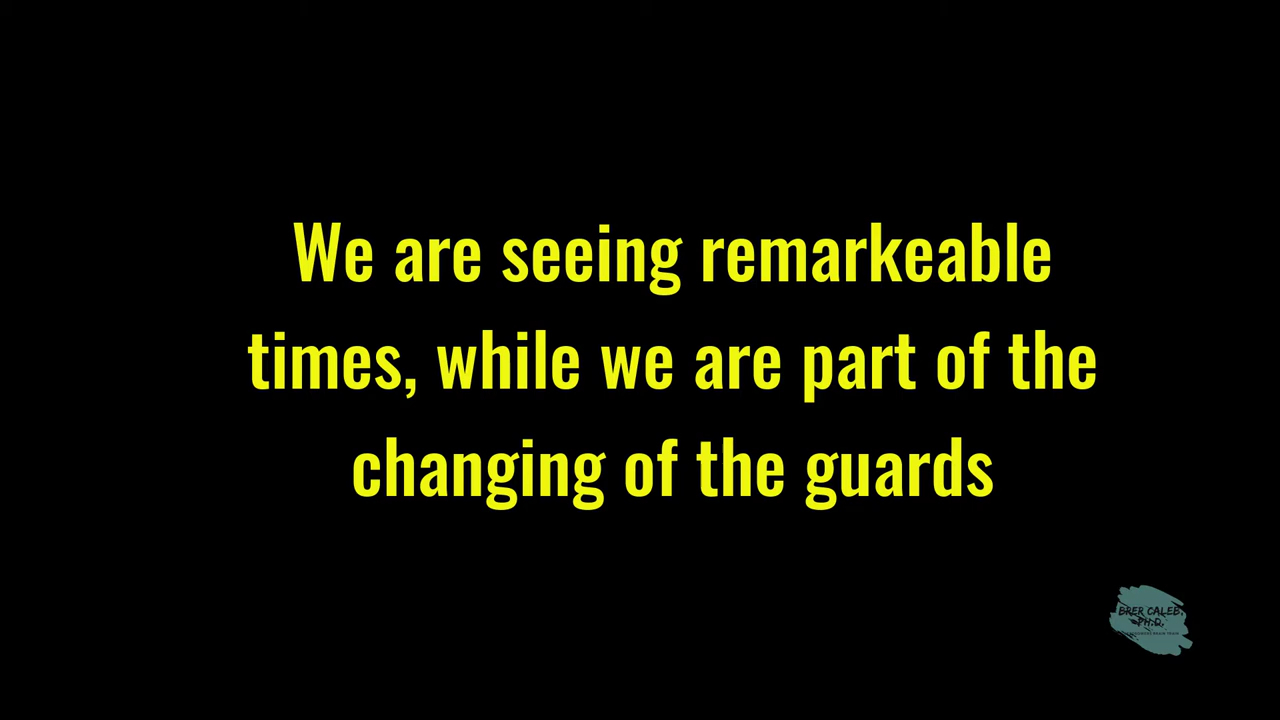 We are seeing remarkeable
times, while we are part of the
changing of the guards
BRER CALEB,
PH.D.